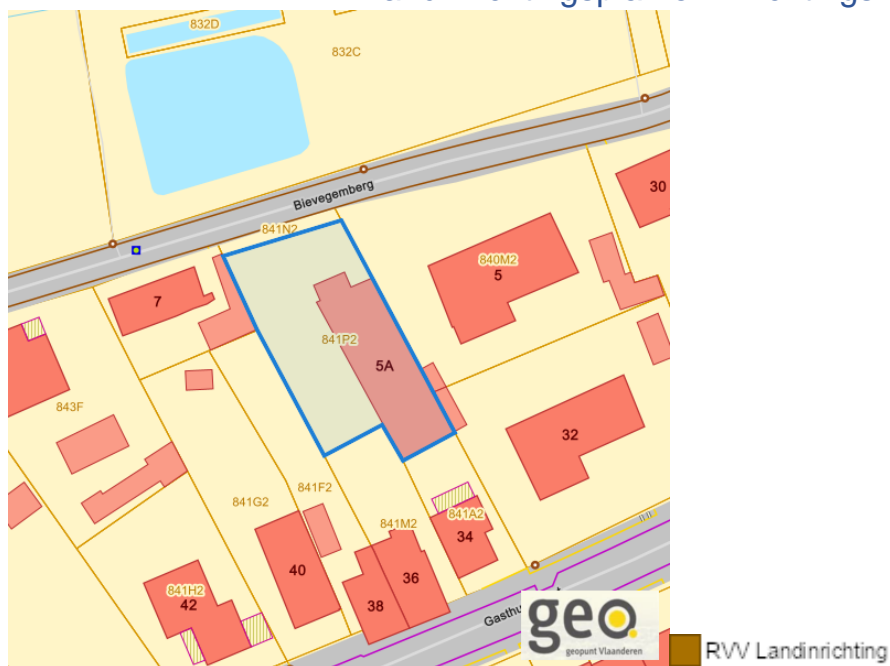 832D
832C
Bievegemberg
841N2
30
840M2
5
7
841P2
5A
843F
32
841G2
841F2
841M2
841A2
34
40
36
38
841H2
42
geo
geopunt Vlaanderen
RVV Landinrichting